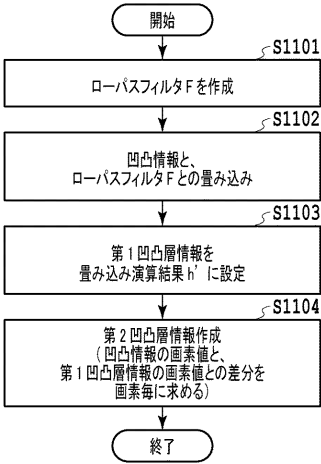 開始
S1101
ローパスフィルタFを作成
S1102
凹凸情報と、
ローパスフィルタFとの畳み込み
S1103
第1凹凸層情報を
畳み込み演算結果h'に設定
S1104
第2凹凸層情報作成
(凹凸情報の画素値と、
第1凹凸層情報の画素値との差分を
画素毎に求める)
終了